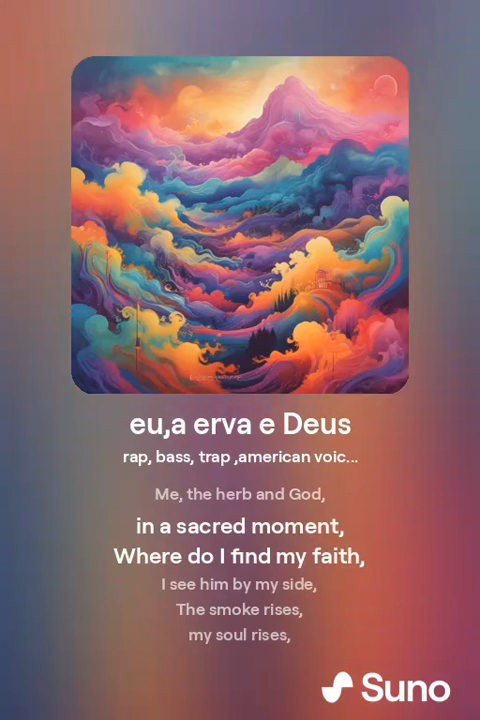 eu,a erva e Deus
rap, bass, trap ,american voic...
Me, the herb and God,
in a sacred moment,
Where do I find my faith,
I see him by my side,
The smoke rises,
my soul rises,
Suno